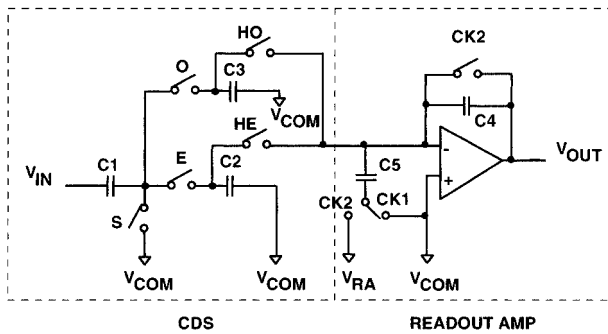 HO
CK2
O
C3
V_COM
C4
HE
E
C2
V_IN
C1
C5
-
+
V_OUT
S
CK2
CK1
V_COM
V_COM
V_RA
V_COM
CDS
READOUT AMP